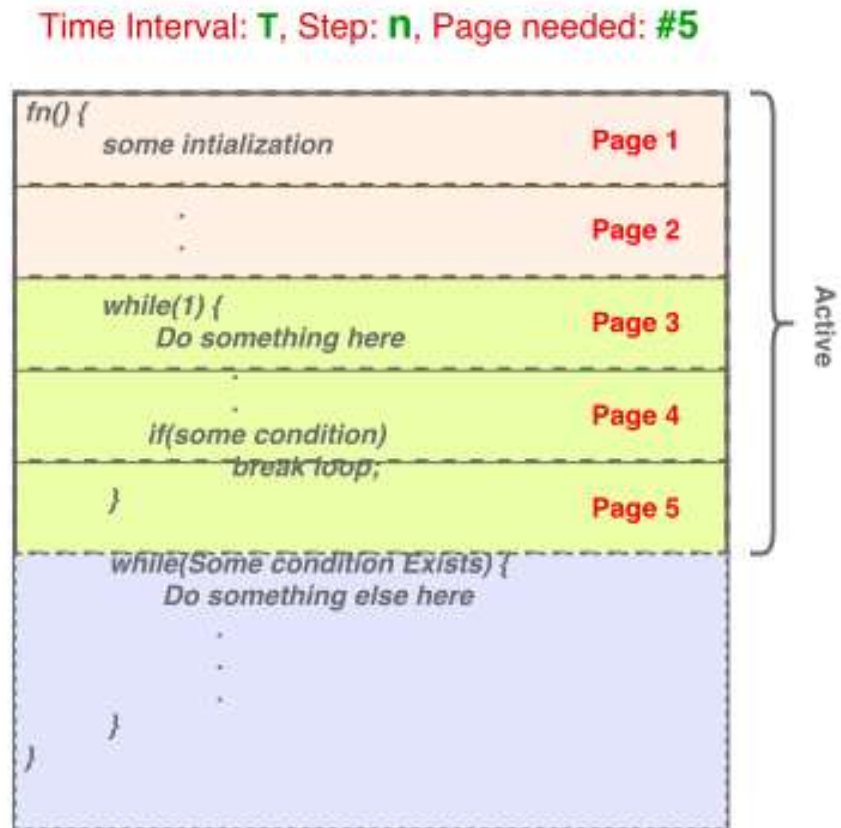 Time Interval: T, Step: n, Page needed: #5
fn() {
some intialization
Page 1
.
.
Page 2
while(1) {
Do something here
Page 3
.
.
if(some condition)
Page 4
break loop;
}
Page 5
Active
while(Some condition Exists) {
Do something else here
.
.
.
}
}